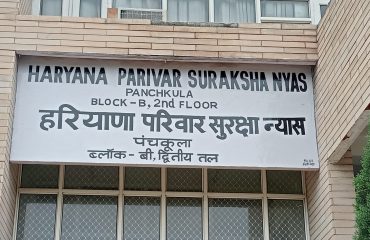 HARYANA PARIVAR SURAKSHA NYAS
PANCHKULA
BLOCK-B, 2nd FLOOR
हरियाणा परिवार सुरक्षा न्यास
पंचकूला
ब्लॉक - बी, द्वितीय तल